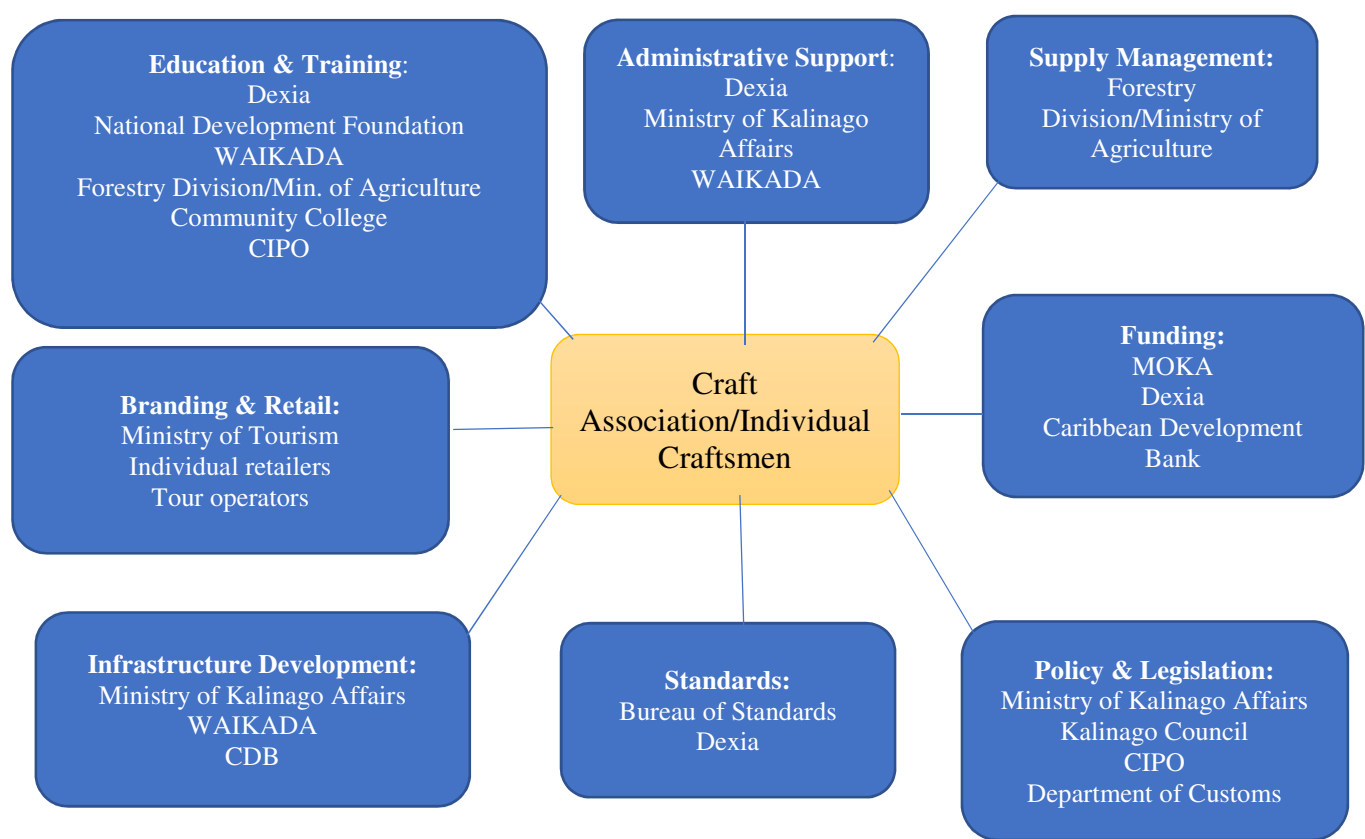 Education & Training:
Dexia
National Development Foundation
WAIKADA
Forestry Division/Min. of Agriculture
Community College
CIPO
Administrative Support:
Dexia
Ministry of Kalinago
Affairs
WAIKADA
Supply Management:
Forestry
Division/Ministry of
Agriculture
Branding & Retail:
Ministry of Tourism
Individual retailers
Tour operators
Craft
Association/Individual
Craftsmen
Funding:
MOKA
Dexia
Caribbean Development
Bank
Infrastructure Development:
Ministry of Kalinago Affairs
WAIKADA
CDB
Standards:
Bureau of Standards
Dexia
Policy & Legislation:
Ministry of Kalinago Affairs
Kalinago Council
CIPO
Department of Customs